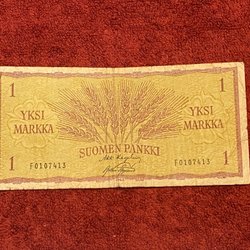 1 1
YKSI YKSI
MARKKA MARKKA
SUOMEN PANKKI
1 1
F0107413 F0107413